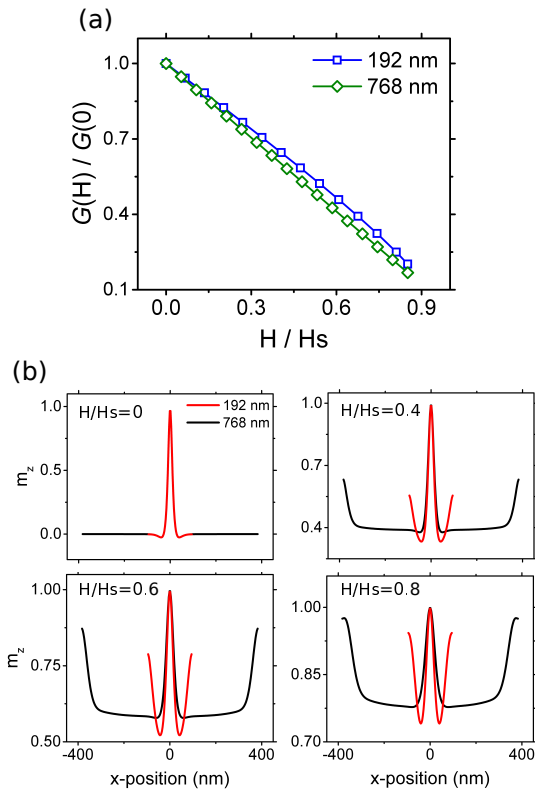 (a)
G(H) / G(0)
1.0
0.7
0.4
0.1
192 nm
768 nm
0.0 0.3 0.6 0.9
H / Hs
(b)
H/Hs=0
192 nm
768 nm
m_z
1.0
0.5
0.0
H/Hs=0.4
1.0
0.7
0.4
H/Hs=0.6
m_z
1.00
0.75
0.50
-400 0 400
x-position (nm)
H/Hs=0.8
1.00
0.85
0.70
-400 0 400
x-position (nm)